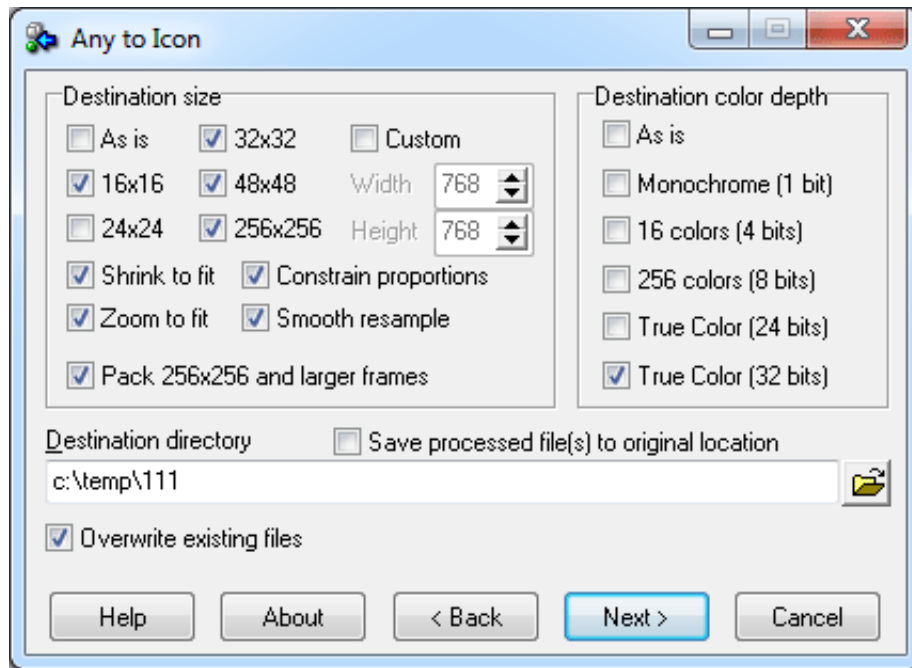 Any to Icon
Destination size
As is 32x32 Custom
16x16 48x48 Width 768
24x24 256x256 Height 768
Shrink to fit Constrain proportions
Zoom to fit Smooth resample
Pack 256x256 and larger frames
Destination color depth
As is
Monochrome (1 bit)
16 colors (4 bits)
256 colors (8 bits)
True Color (24 bits)
True Color (32 bits)
Destination directory Save processed file(s) to original location
c:\temp\111
Overwrite existing files
Help About < Back Next > Cancel